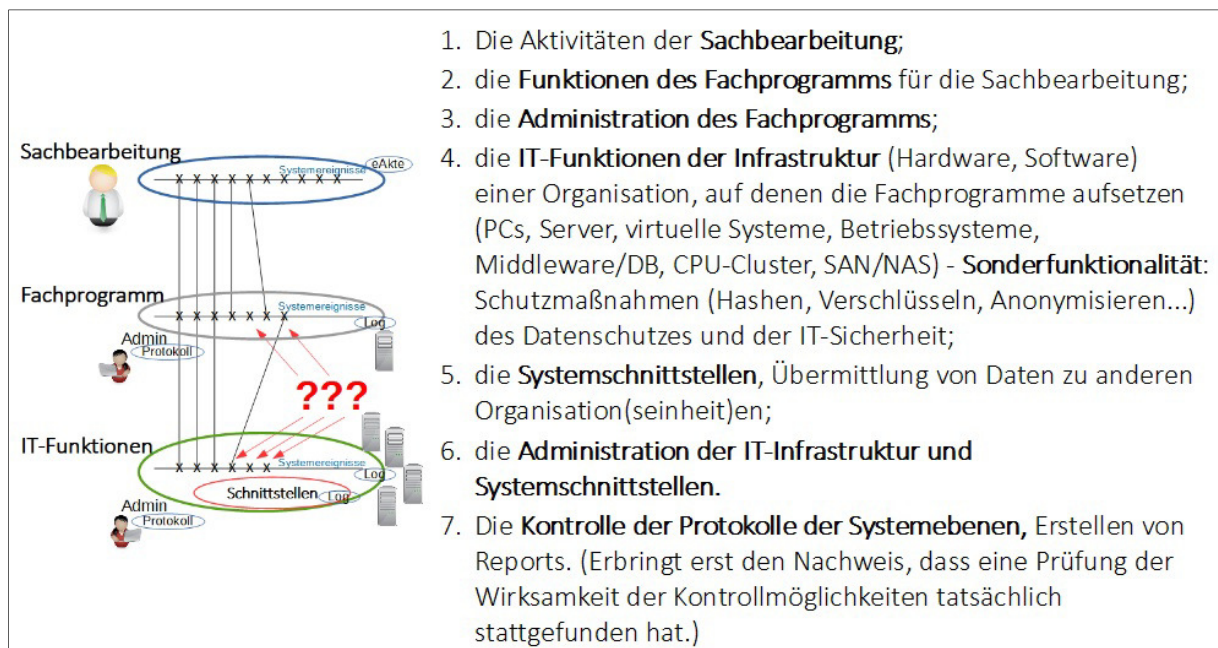 Sachbearbeitung
Systemereignisse
eAkte
x x x x x x x x x x
Fachprogramm
Systemereignisse
x x x x x x x
Log
Admin
Protokoll
???
IT-Funktionen
Systemereignisse
x x x x x x
Log
Schnittstellen
Log
Admin
Protokoll
1. Die Aktivitäten der Sachbearbeitung;
2. die Funktionen des Fachprogramms für die Sachbearbeitung;
3. die Administration des Fachprogramms;
4. die IT-Funktionen der Infrastruktur (Hardware, Software)
einer Organisation, auf denen die Fachprogramme aufsetzen
(PCs, Server, virtuelle Systeme, Betriebssysteme,
Middleware/DB, CPU-Cluster, SAN/NAS) - Sonderfunktionalität:
Schutzmaßnahmen (Hashen, Verschlüsseln, Anonymisieren...)
des Datenschutzes und der IT-Sicherheit;
5. die Systemschnittstellen, Übermittlung von Daten zu anderen
Organisation(seinheit)en;
6. die Administration der IT-Infrastruktur und
Systemschnittstellen.
7. Die Kontrolle der Protokolle der Systemebenen, Erstellen von
Reports. (Erbringt erst den Nachweis, dass eine Prüfung der
Wirksamkeit der Kontrollmöglichkeiten tatsächlich
stattgefunden hat.)